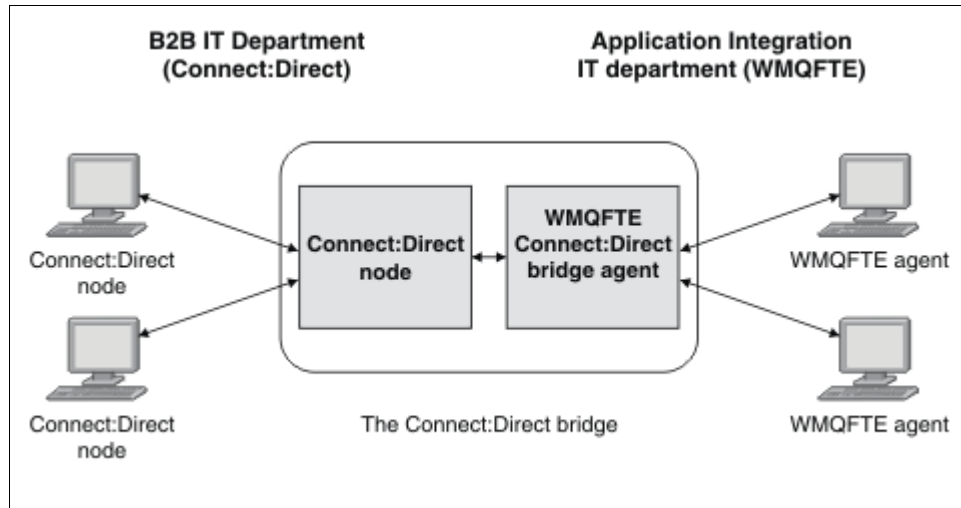 B2B IT Department
(Connect:Direct)
Application Integration
IT department (WMQFTE)
Connect:Direct
node
Connect:Direct
node
Connect:Direct
node
WMQFTE
Connect:Direct
bridge agent
WMQFTE agent
WMQFTE agent
The Connect:Direct bridge